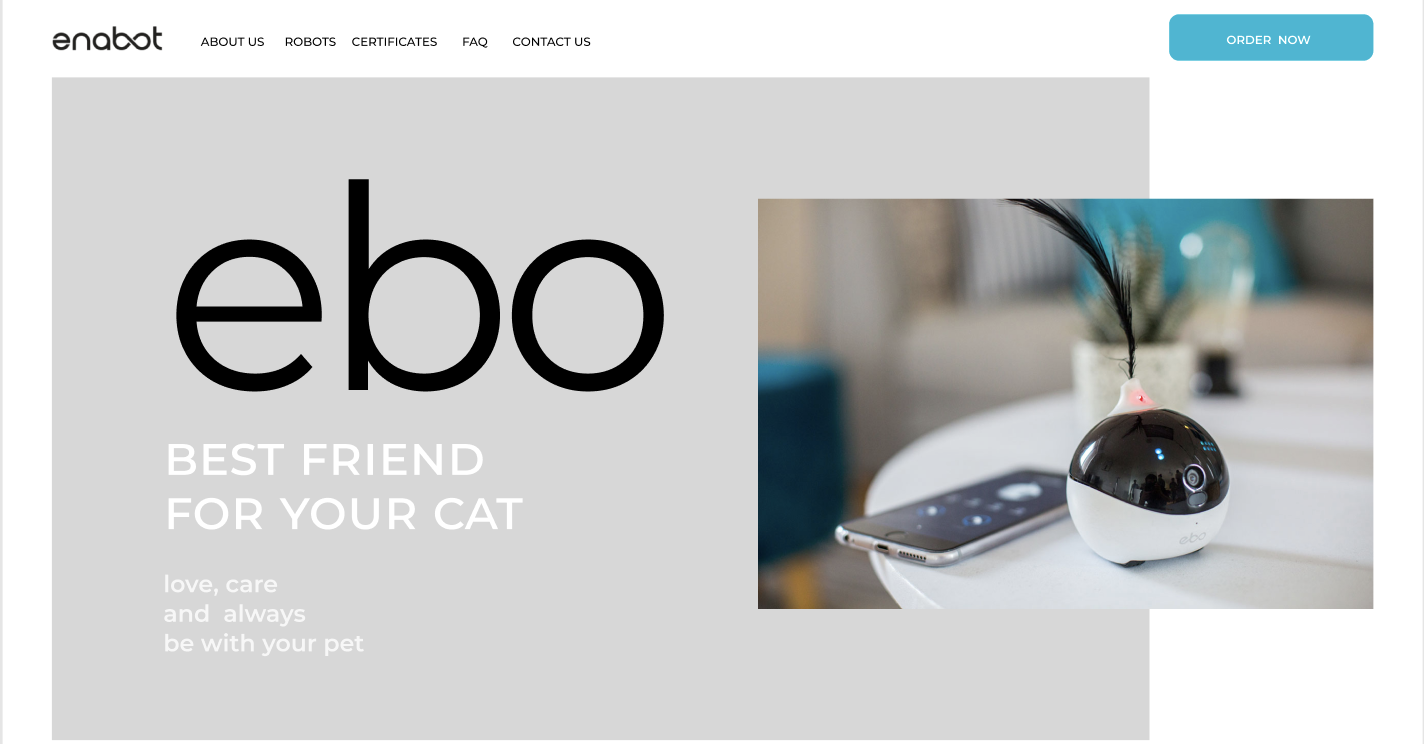 enabot
ABOUT US ROBOTS CERTIFICATES FAQ CONTACT US
ORDER NOW
ebo
BEST FRIEND
FOR YOUR CAT
love, care
and always
be with your pet
ebo